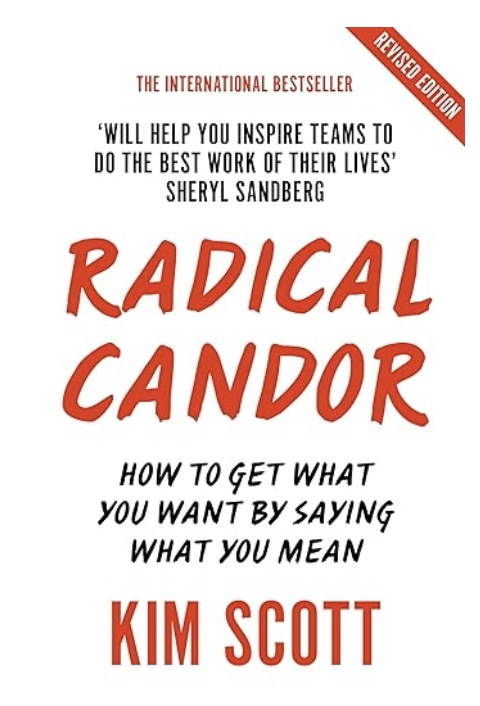 REVISED EDITION
THE INTERNATIONAL BESTSELLER
‘WILL HELP YOU INSPIRE TEAMS TO
DO THE BEST WORK OF THEIR LIVES’
SHERYL SANDBERG
RADICAL
CANDOR
HOW TO GET WHAT
YOU WANT BY SAYING
WHAT YOU MEAN
KIM SCOTT